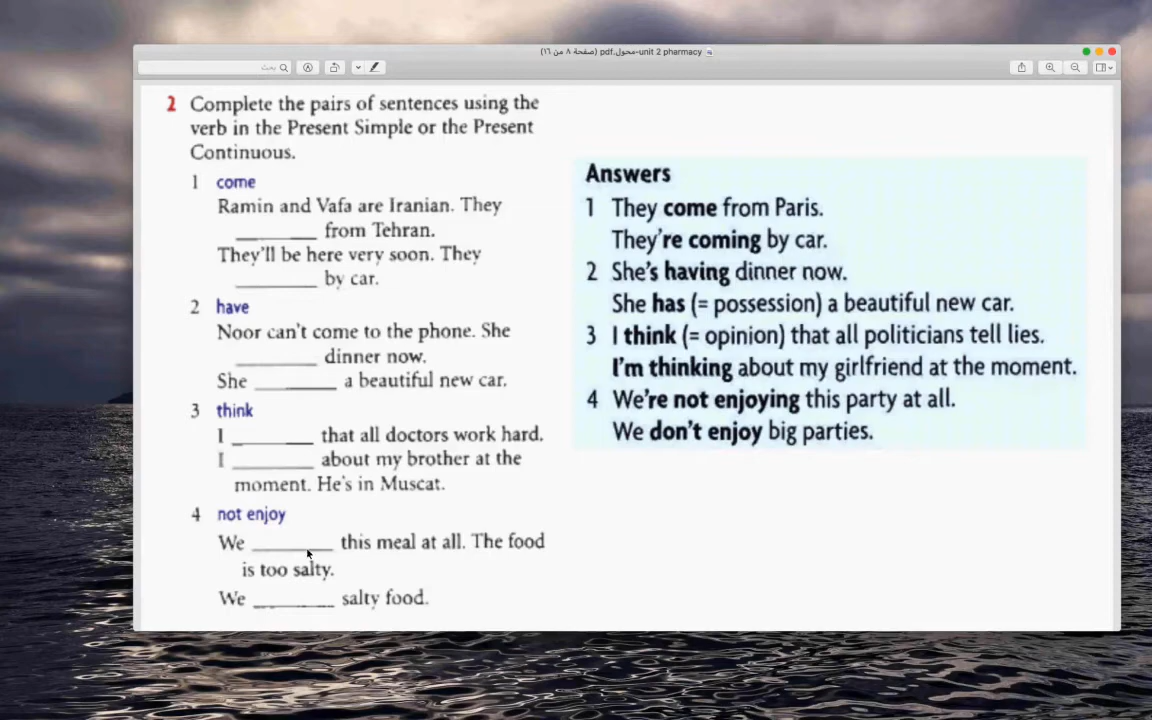 unit 2 pharmacy-محول.pdf (صفحة ٨ من ١٦)
بحث
2 Complete the pairs of sentences using the
verb in the Present Simple or the Present
Continuous.
1 come
Ramin and Vafa are Iranian. They
________ from Tehran.
They'll be here very soon. They
________ by car.
2 have
Noor can't come to the phone. She
________ dinner now.
She ________ a beautiful new car.
3 think
I ________ that all doctors work hard.
I ________ about my brother at the
moment. He's in Muscat.
4 not enjoy
We ________ this meal at all. The food
is too salty.
We ________ salty food.
Answers
1 They come from Paris.
They're coming by car.
2 She's having dinner now.
She has (= possession) a beautiful new car.
3 I think (= opinion) that all politicians tell lies.
I'm thinking about my girlfriend at the moment.
4 We're not enjoying this party at all.
We don't enjoy big parties.